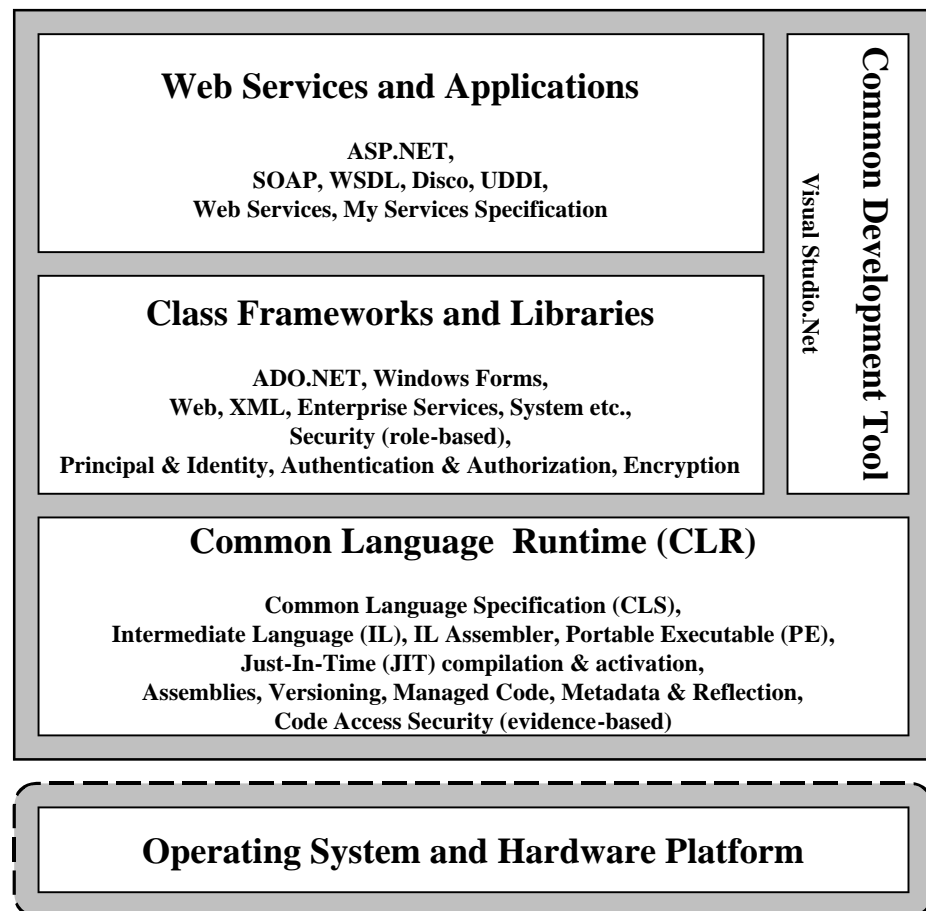 Web Services and Applications
ASP.NET,
SOAP, WSDL, Disco, UDDI,
Web Services, My Services Specification
Common Development Tool
Visual Studio.Net
Class Frameworks and Libraries
ADO.NET, Windows Forms,
Web, XML, Enterprise Services, System etc.,
Security (role-based),
Principal & Identity, Authentication & Authorization, Encryption
Common Language Runtime (CLR)
Common Language Specification (CLS),
Intermediate Language (IL), IL Assembler, Portable Executable (PE),
Just-In-Time (JIT) compilation & activation,
Assemblies, Versioning, Managed Code, Metadata & Reflection,
Code Access Security (evidence-based)
Operating System and Hardware Platform